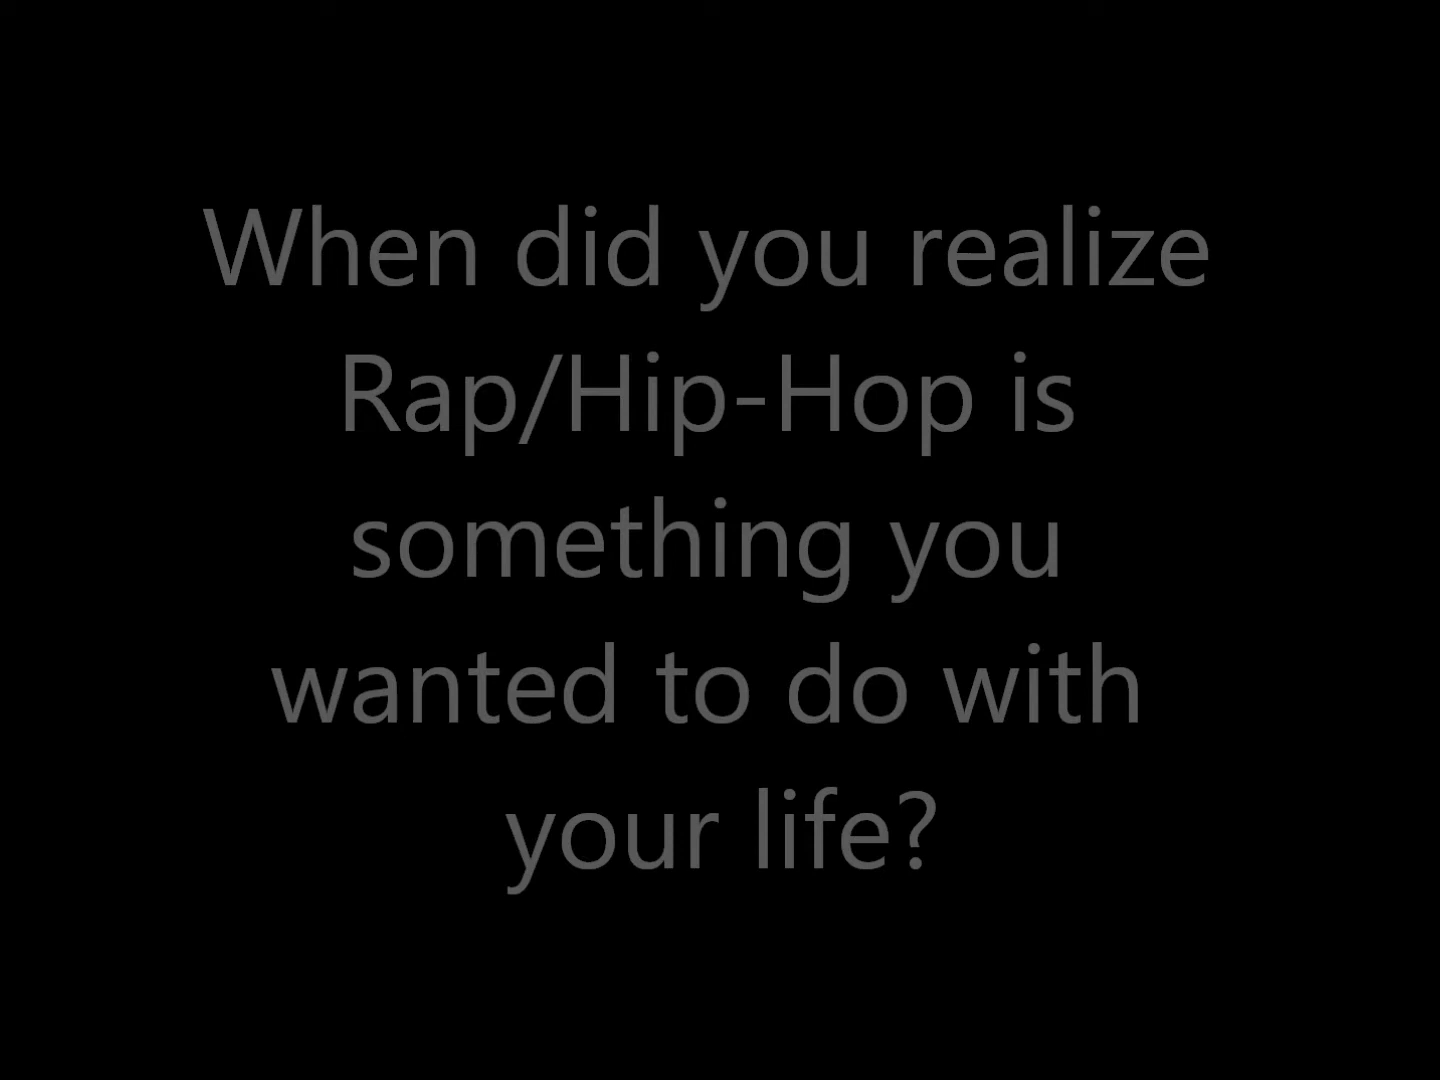 When did you realize
Rap/Hip-Hop is
something you
wanted to do with
your life?